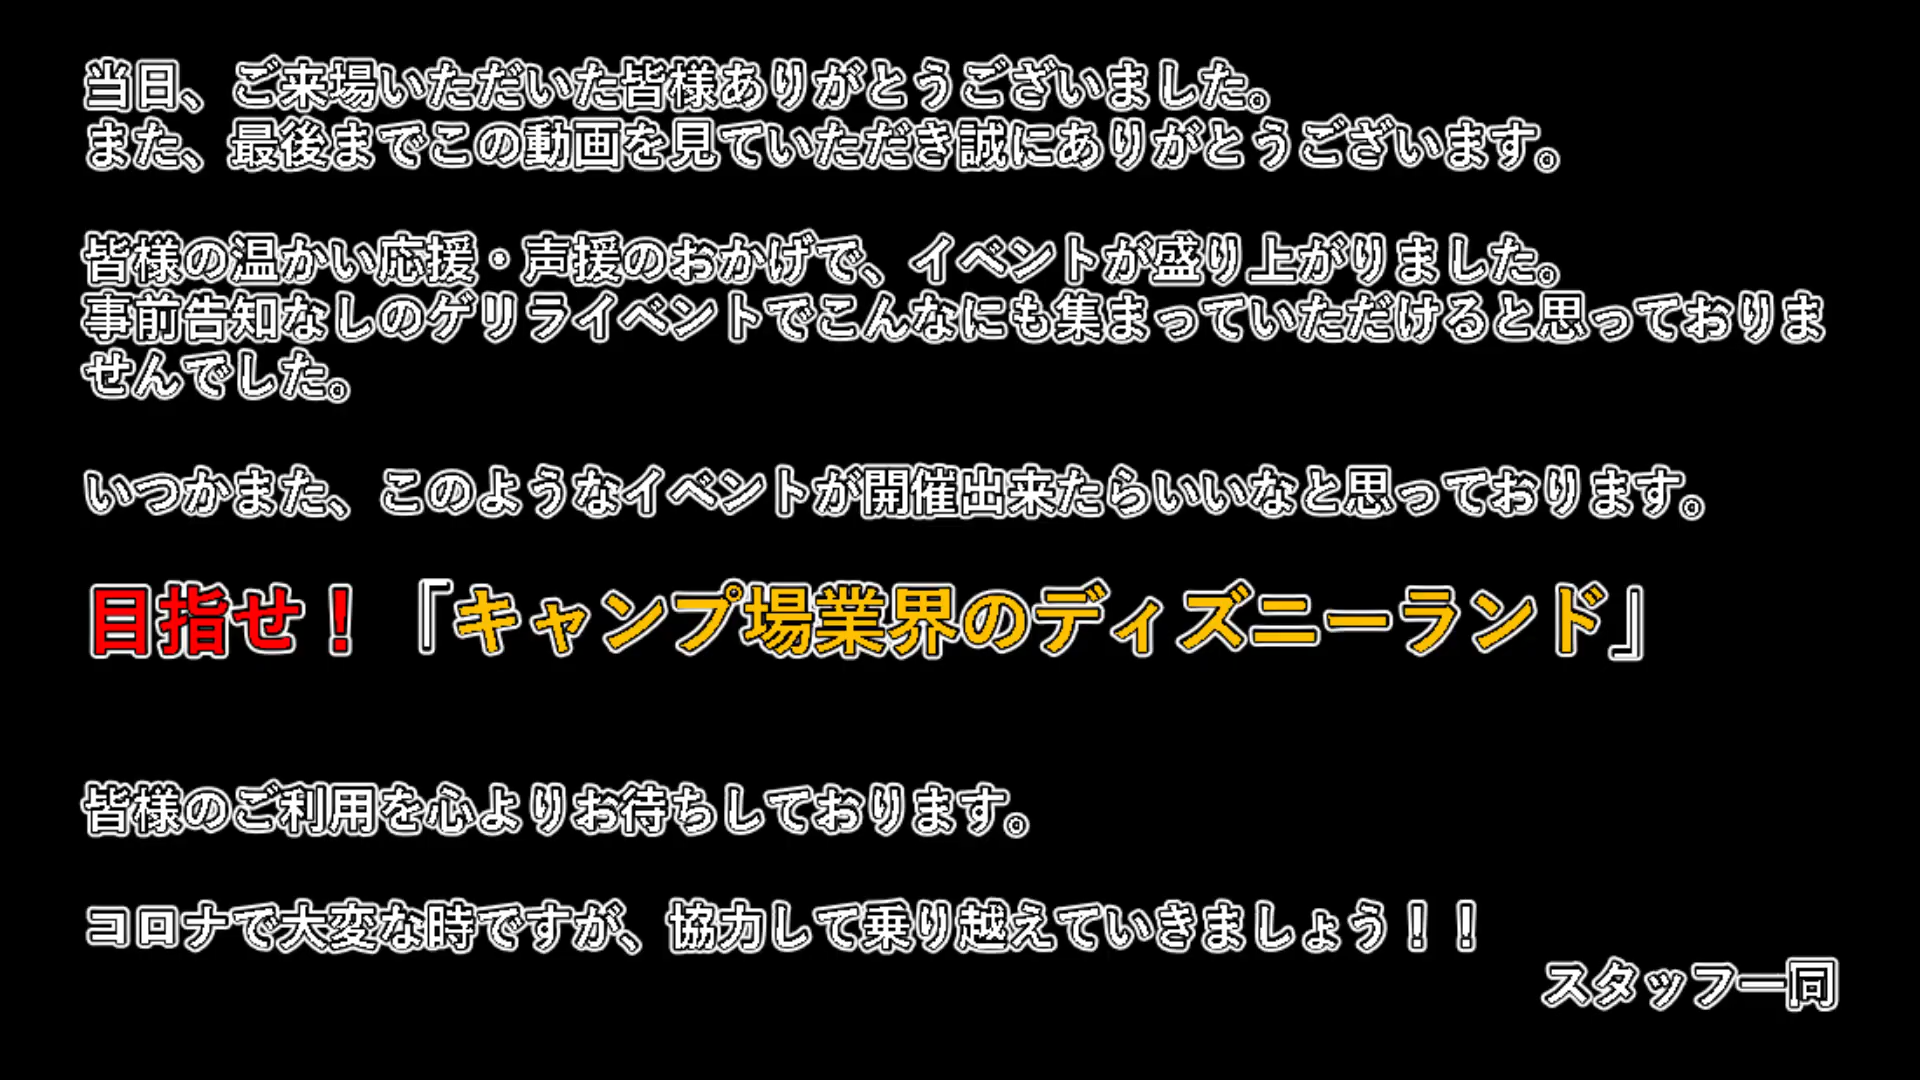 当日、ご来場いただいた皆様ありがとうございました。
また、最後までこの動画を見ていただき誠にありがとうございます。
皆様の温かい応援・声援のおかげで、イベントが盛り上がりました。
事前告知なしのゲリライベントでこんなにも集まっていただけると思っておりま
せんでした。
いつかまた、このようなイベントが開催出来たらいいなと思っております。
目指せ！『キャンプ場業界のディズニーランド』
皆様のご利用を心よりお待ちしております。
コロナで大変な時ですが、協力して乗り越えていきましょう！！
スタッフ一同